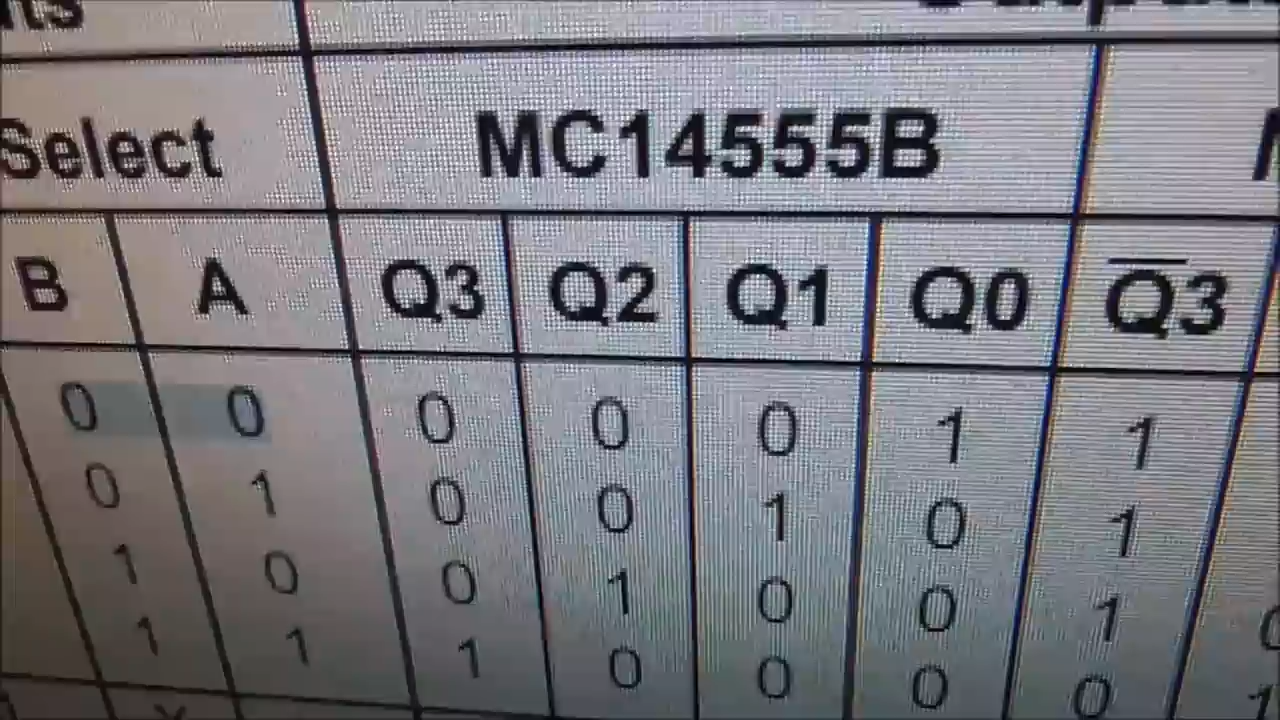 Select MC14555B
B A Q3 Q2 Q1 Q0 Q̅3
0 0 0 0 0 1 1
0 1 0 0 1 0 1
1 0 0 1 0 0 1
1 1 1 0 0 0 0 1